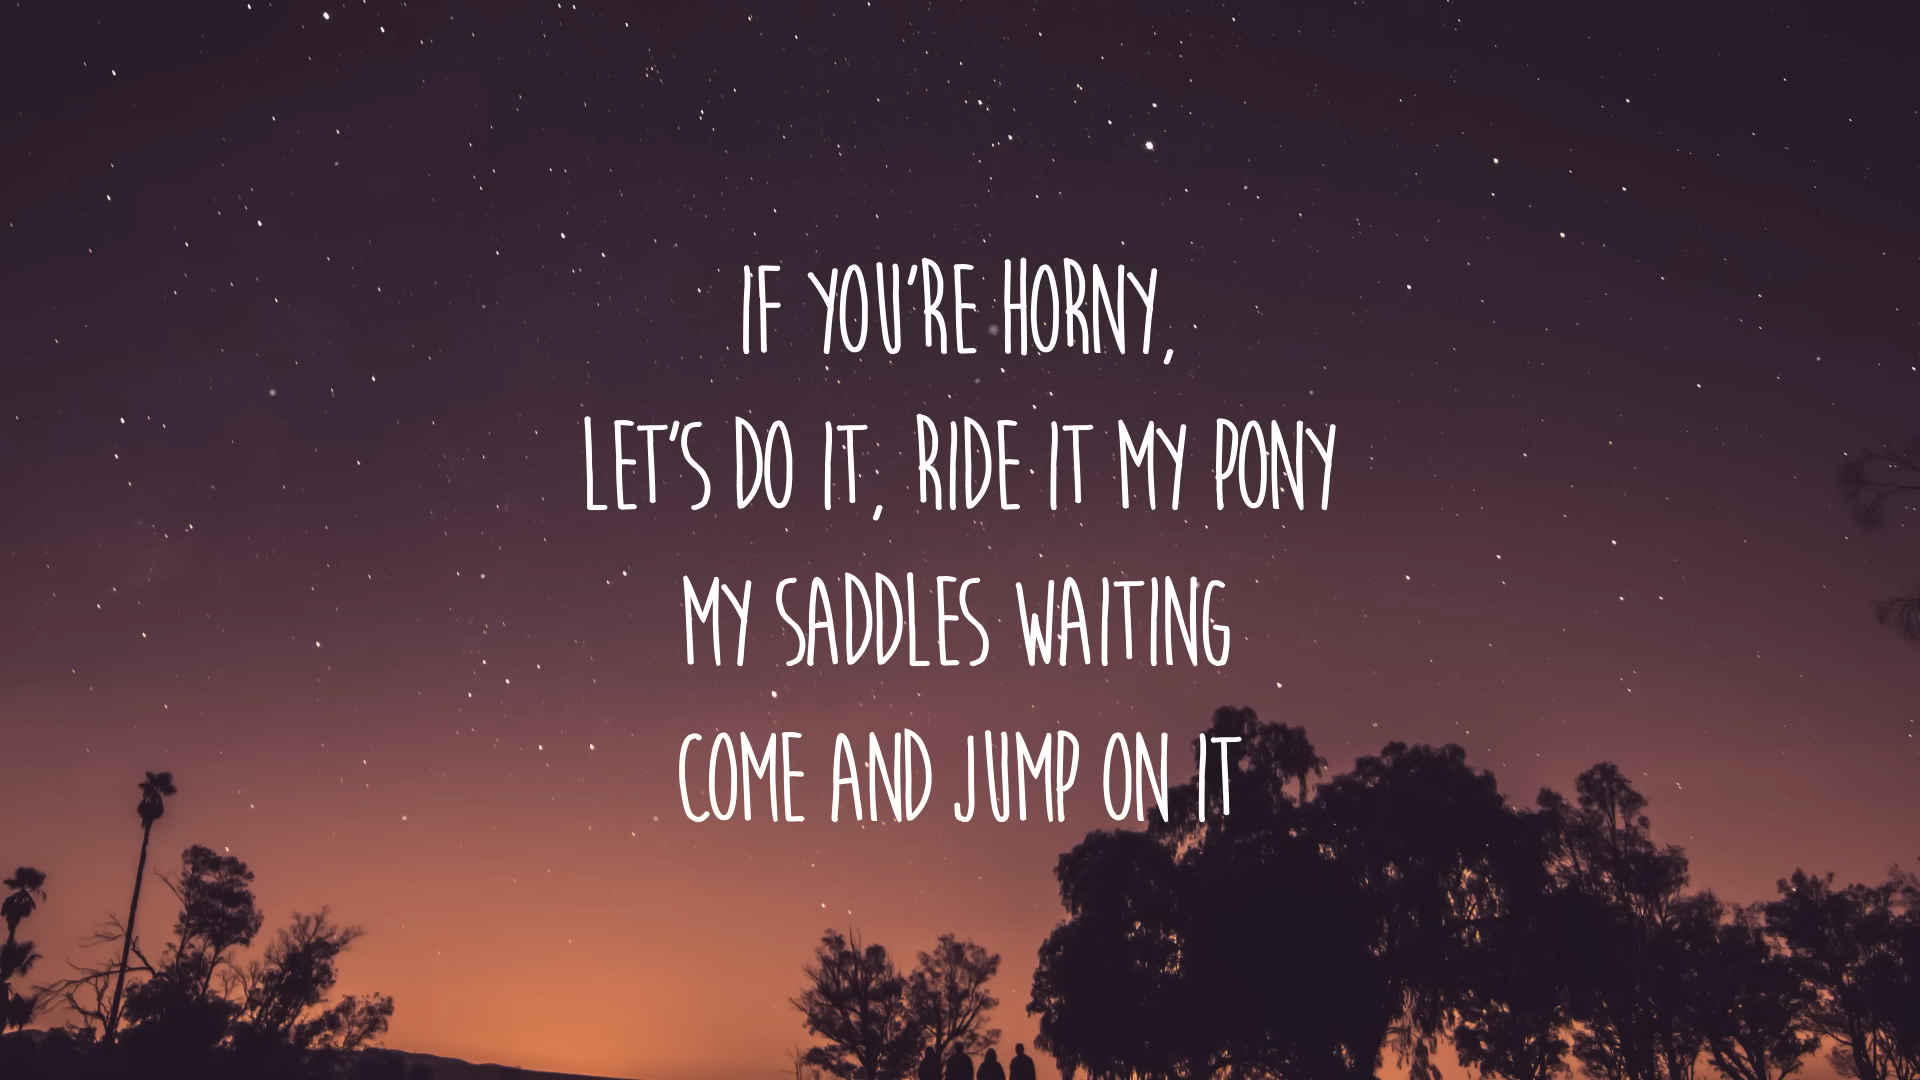 IF YOU'RE HORNY,
LET'S DO IT, RIDE IT MY PONY
MY SADDLES WAITING
COME AND JUMP ON IT